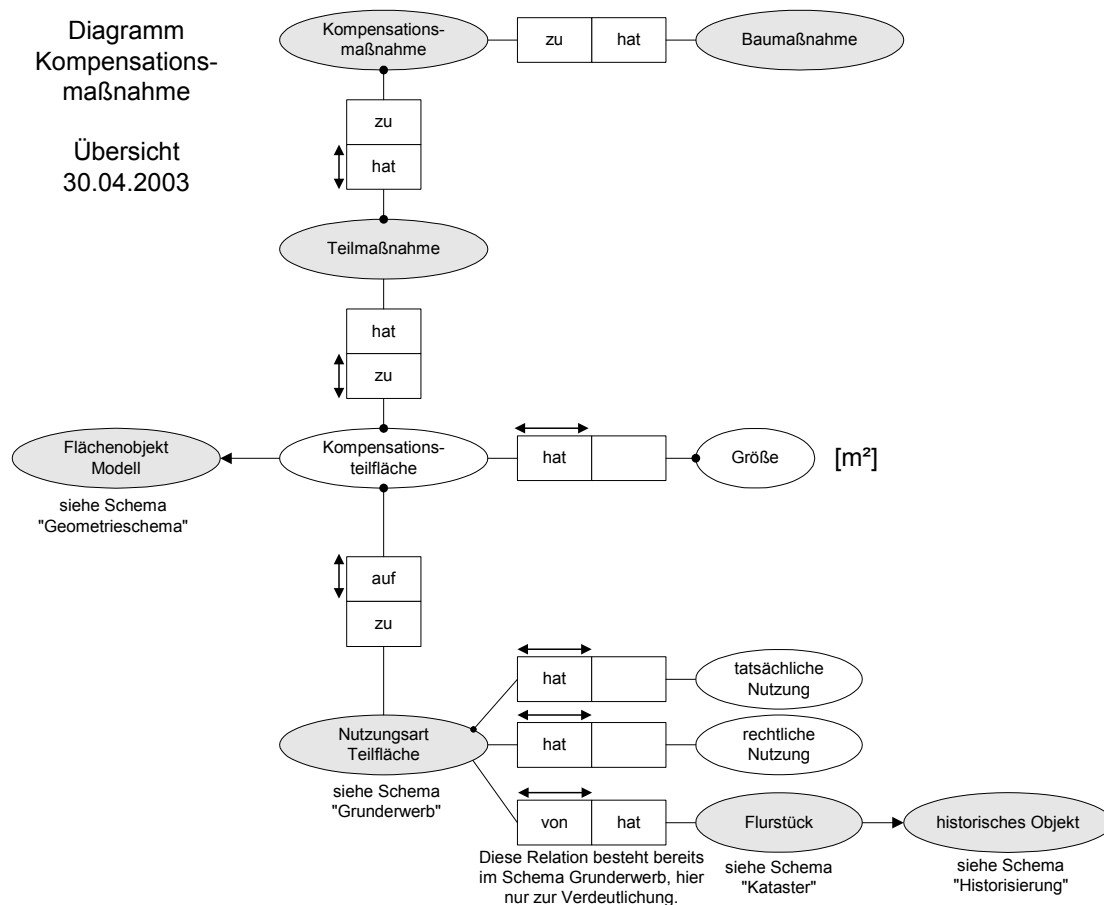 Diagramm
Kompensations-
maßnahme
Übersicht
30.04.2003
Kompensations-
maßnahme
zu
hat
Baumaßnahme
zu
hat
Teilmaßnahme
hat
zu
Flächenobjekt
Modell
siehe Schema
"Geometrieschema"
Kompensations-
teilfläche
hat
Größe
[m²]
auf
zu
hat
tatsächliche
Nutzung
Nutzungsart
Teilfläche
siehe Schema
"Grunderwerb"
hat
rechtliche
Nutzung
von
hat
Diese Relation besteht bereits
im Schema Grunderwerb, hier
nur zur Verdeutlichung.
Flurstück
siehe Schema
"Kataster"
historisches Objekt
siehe Schema
"Historisierung"